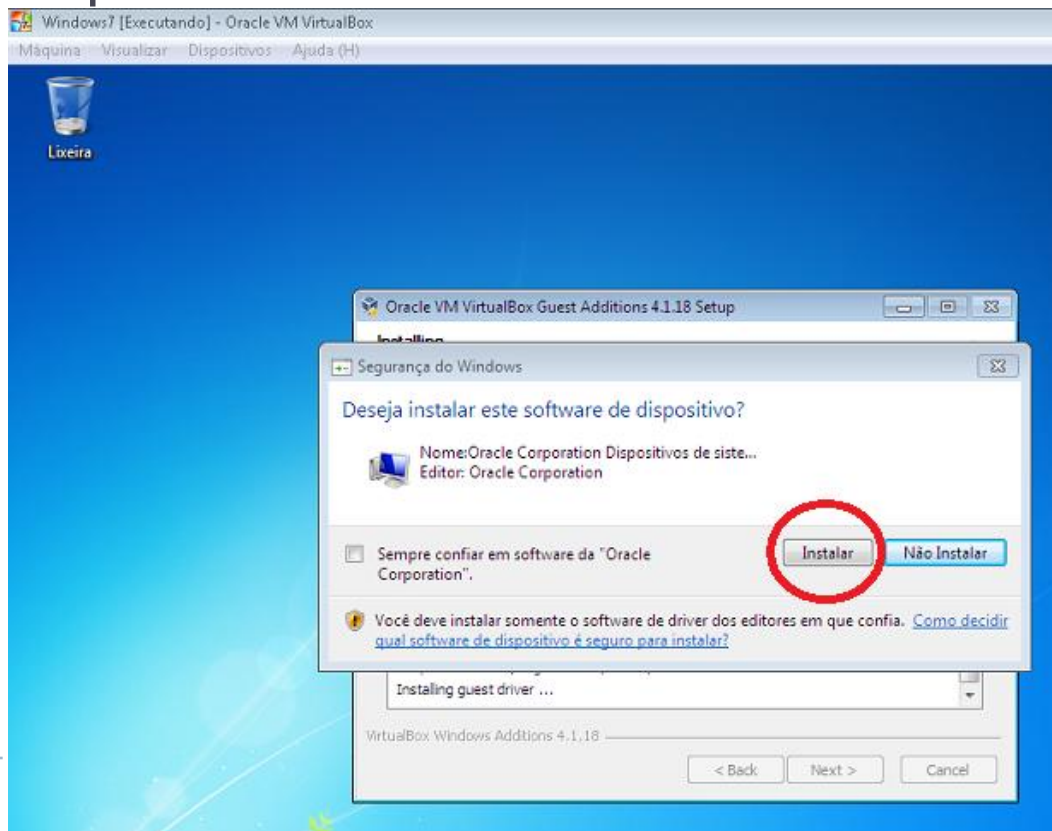 Windows7 [Executando] - Oracle VM VirtualBox
Máquina Visualizar Dispositivos Ajuda (H)
Lixeira
Oracle VM VirtualBox Guest Additions 4.1.18 Setup
Installing
Segurança do Windows
Deseja instalar este software de dispositivo?
Nome:Oracle Corporation Dispositivos de siste...
Editor: Oracle Corporation
Sempre confiar em software da "Oracle
Corporation".
Instalar Não Instalar
Você deve instalar somente o software de driver dos editores em que confia. Como decidir
qual software de dispositivo é seguro para instalar?
Installing guest driver ...
VirtualBox Windows Additions 4.1.18
< Back Next > Cancel